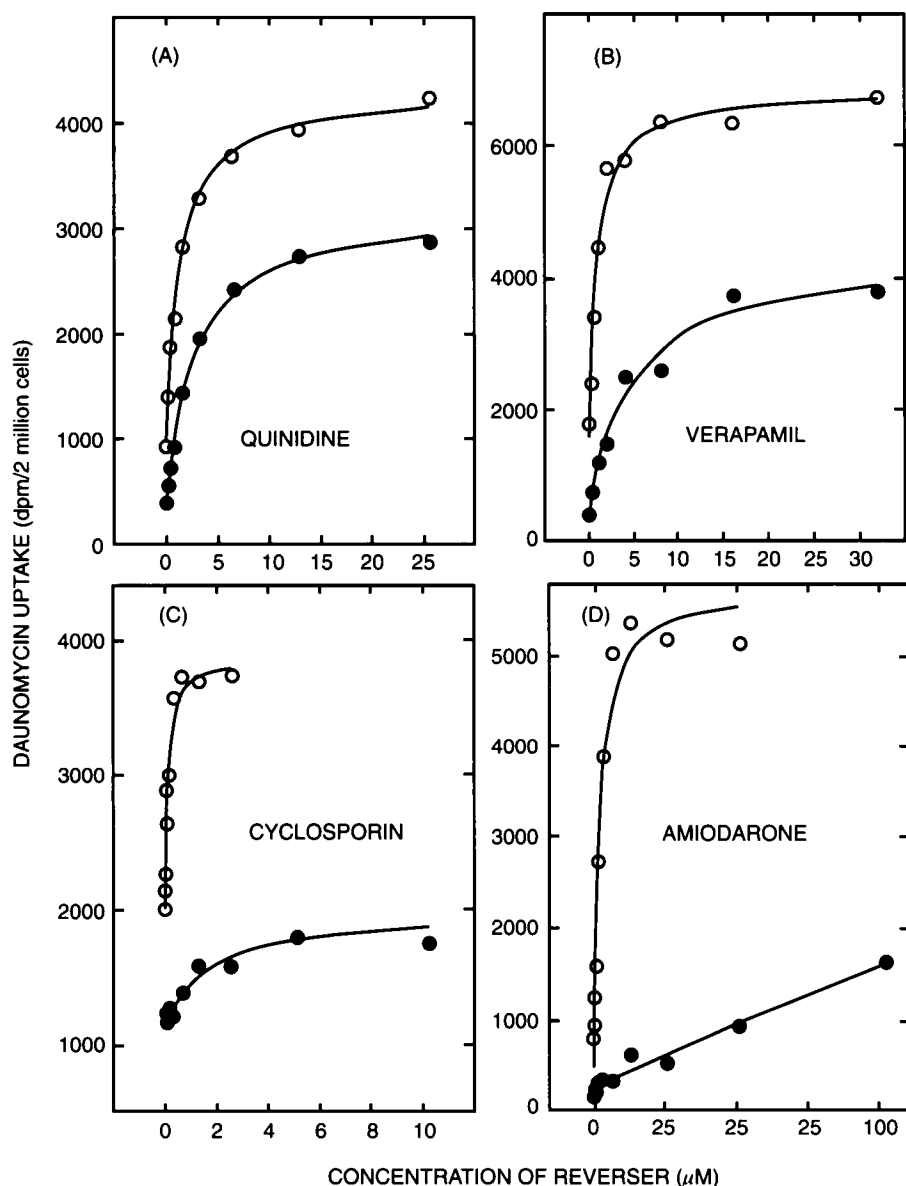 (A)
(B)
4000
3000
2000
1000
0
QUINIDINE
0 5 10 15 20 25
6000
4000
2000
0
VERAPAMIL
0 5 10 15 20 25 30
DAUNOMYCIN UPTAKE (dpm/2 million cells)
(C)
(D)
4000
3000
2000
1000
CYCLOSPORIN
0 2 4 6 8 10
5000
4000
3000
2000
1000
0
AMIODARONE
0 25 25 100
CONCENTRATION OF REVERSER (μM)